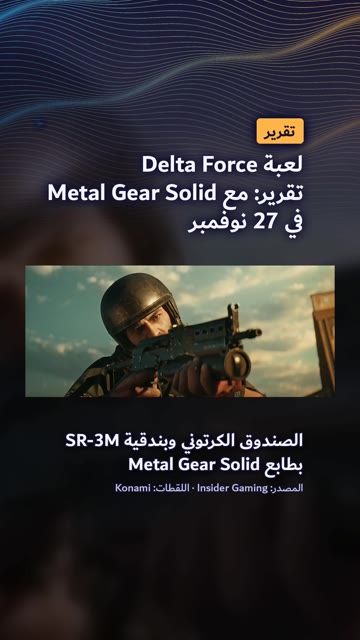 تقرير
لعبة Delta Force
تقرير: مع Metal Gear Solid
في 27 نوفمبر
الصندوق الكرتوني وبندقية SR-3M
بطابع Metal Gear Solid
المصدر: Insider Gaming · اللقطات: Konami